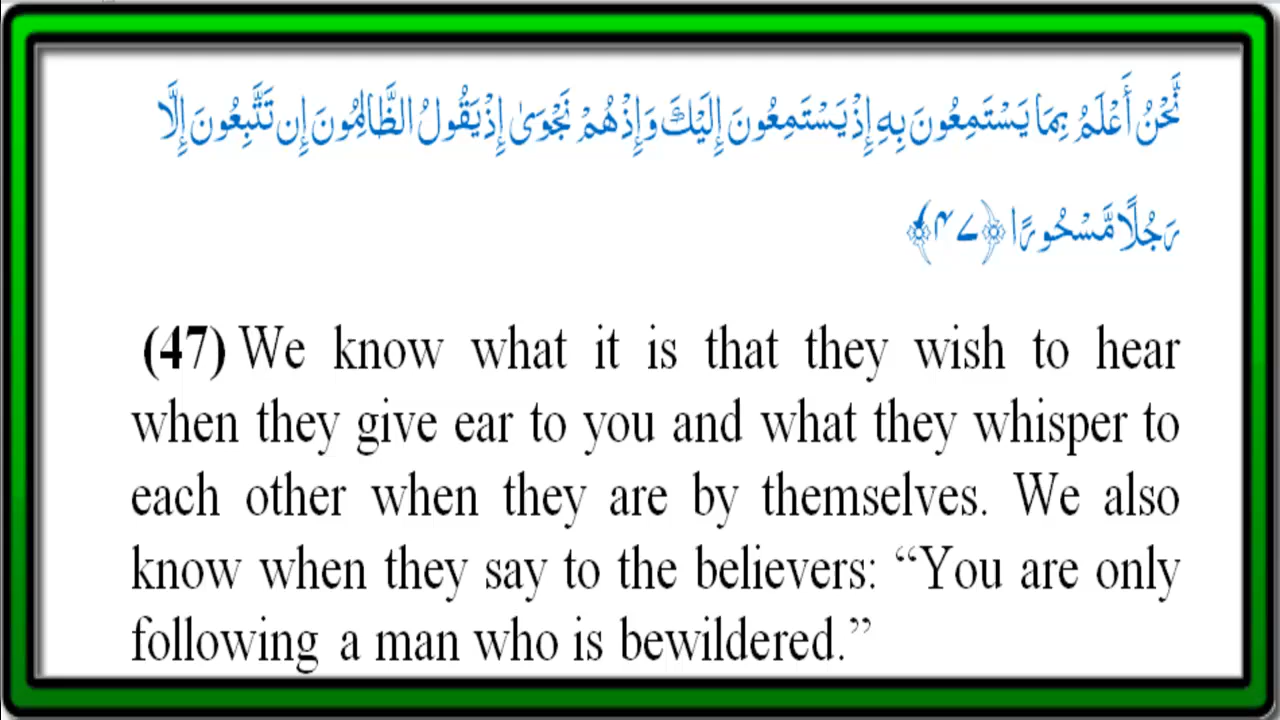 نَّحْنُ أَعْلَمُ بِمَا يَسْتَمِعُونَ بِهِ إِذْ يَسْتَمِعُونَ إِلَيْكَ وَإِذْ هُمْ نَجْوَىٰ إِذْ يَقُولُ الظَّالِمُونَ إِن تَتَّبِعُونَ إِلَّا
رَجُلًا مَّسْحُورًا ﴿٤٧﴾
(47) We know what it is that they wish to hear
when they give ear to you and what they whisper to
each other when they are by themselves. We also
know when they say to the believers: “You are only
following a man who is bewildered.”